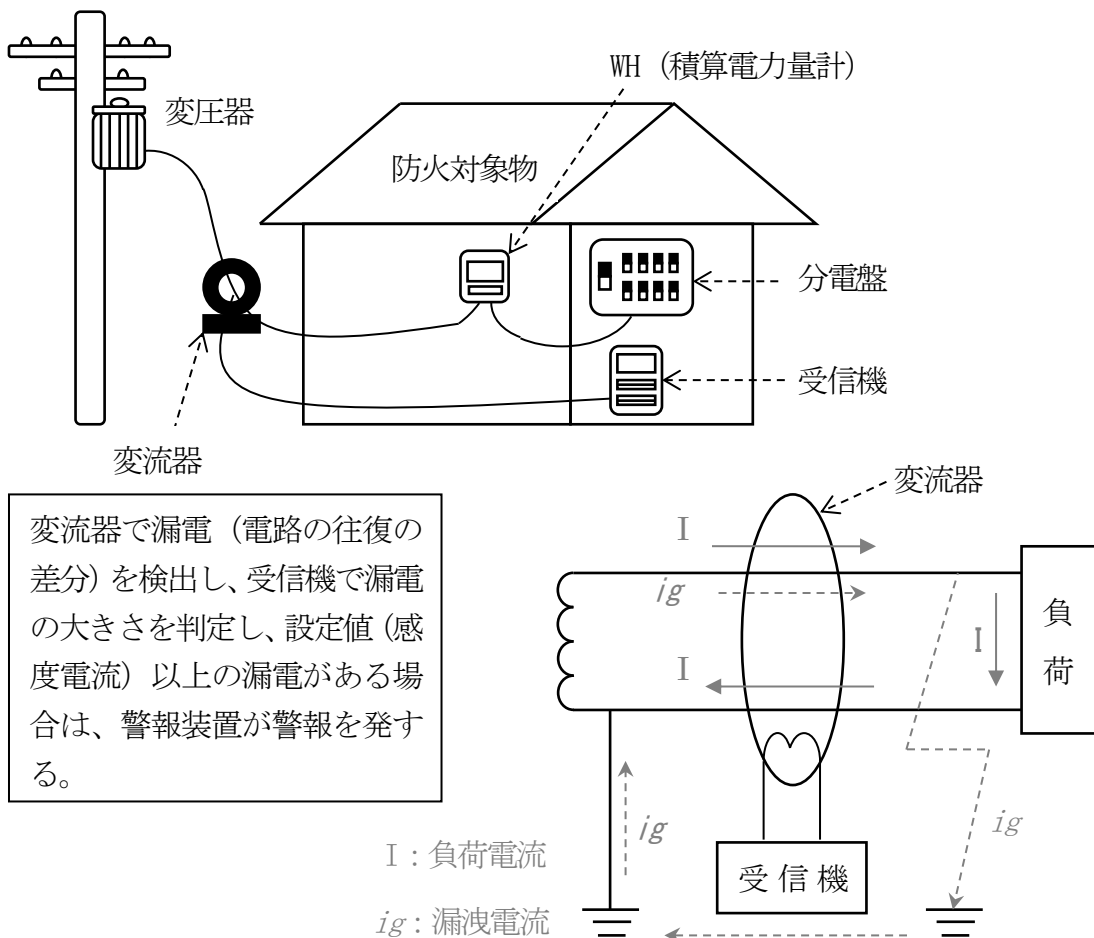 WH (積算電力量計)
変圧器
防火対象物
分電盤
受信機
変流器
変流器で漏電(電路の往復の
差分)を検出し、受信機で漏電
の大きさを判定し、設定値(感
度電流)以上の漏電がある場
合は、警報装置が警報を発す
る。
変流器
I
ig
I
I
負
荷
ig
ig
受信機
I:負荷電流
ig:漏洩電流